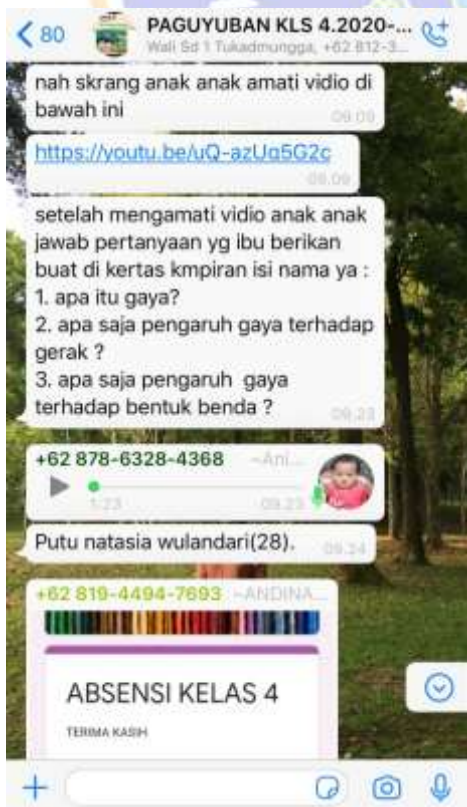 80
PAGUYUBAN KLS 4.2020-...
Wali Sd 1 Tukadmungga, +62 812-3...
nah skrang anak anak amati vidio di
bawah ini
09.09
https://youtu.be/uQ-azUq5G2c
09.09
setelah mengamati vidio anak anak
jawab pertanyaan yg ibu berikan
buat di kertas kmpiran isi nama ya :
1. apa itu gaya?
2. apa saja pengaruh gaya terhadap
gerak ?
3. apa saja pengaruh gaya
terhadap bentuk benda ?
09.23
+62 878-6328-4368 ~Ani...
1:23
09.23
Putu natasia wulandari(28).
09.24
+62 819-4494-7693 ~ANDINA...
ABSENSI KELAS 4
TERIMA KASIH